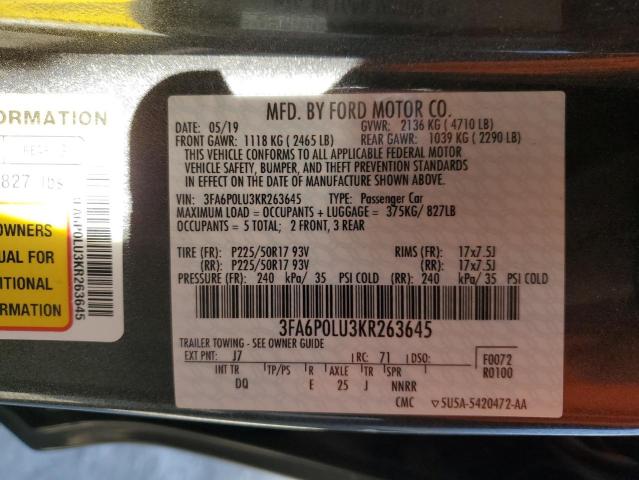 MFD. BY FORD MOTOR CO.
DATE: 05/19 GVWR: 2136 KG ( 4710 LB)
FRONT GAWR: 1118 KG ( 2465 LB) REAR GAWR: 1039 KG ( 2290 LB)
THIS VEHICLE CONFORMS TO ALL APPLICABLE FEDERAL MOTOR
VEHICLE SAFETY, BUMPER, AND THEFT PREVENTION STANDARDS
IN EFFECT ON THE DATE OF MANUFACTURE SHOWN ABOVE.
VIN: 3FA6P0LU3KR263645 TYPE: Passenger Car
MAXIMUM LOAD = OCCUPANTS + LUGGAGE = 375KG/ 827LB
OCCUPANTS = 5 TOTAL; 2 FRONT, 3 REAR
TIRE (FR): P225/50R17 93V RIMS (FR): 17x7.5J
(RR): P225/50R17 93V (RR): 17x7.5J
PRESSURE (FR): 240 kPa/ 35 PSI COLD (RR): 240 kPa/ 35 PSI COLD
3FA6P0LU3KR263645
TRAILER TOWING - SEE OWNER GUIDE
EXT PNT: J7 RC: 71 DSO: F0072
INT TR TP/PS R AXLE TR SPR R0100
DQ E 25 J NNRR
CMC ▽5U5A-5420472-AA
FORMATION
REAR 3
827 lbs
OWNERS
UAL FOR
DITIONAL
FORMATION
3FA6P0LU3KR263645